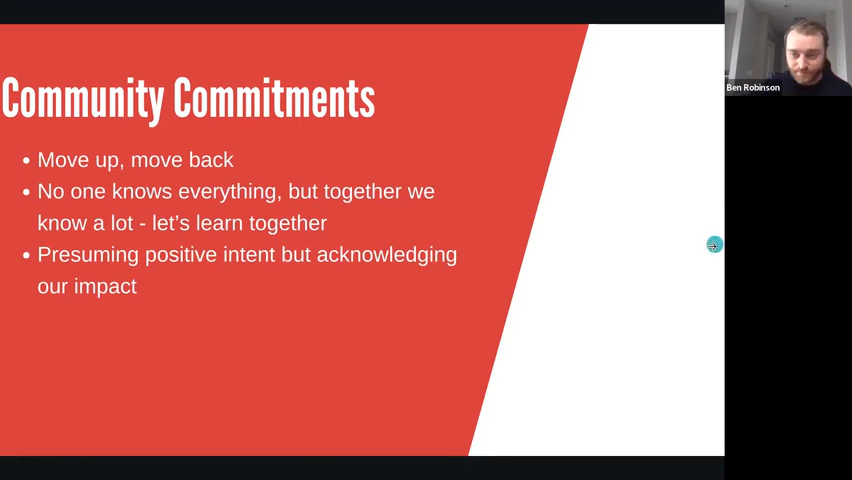 Community Commitments
• Move up, move back
• No one knows everything, but together we
know a lot - let’s learn together
• Presuming positive intent but acknowledging
our impact
Ben Robinson